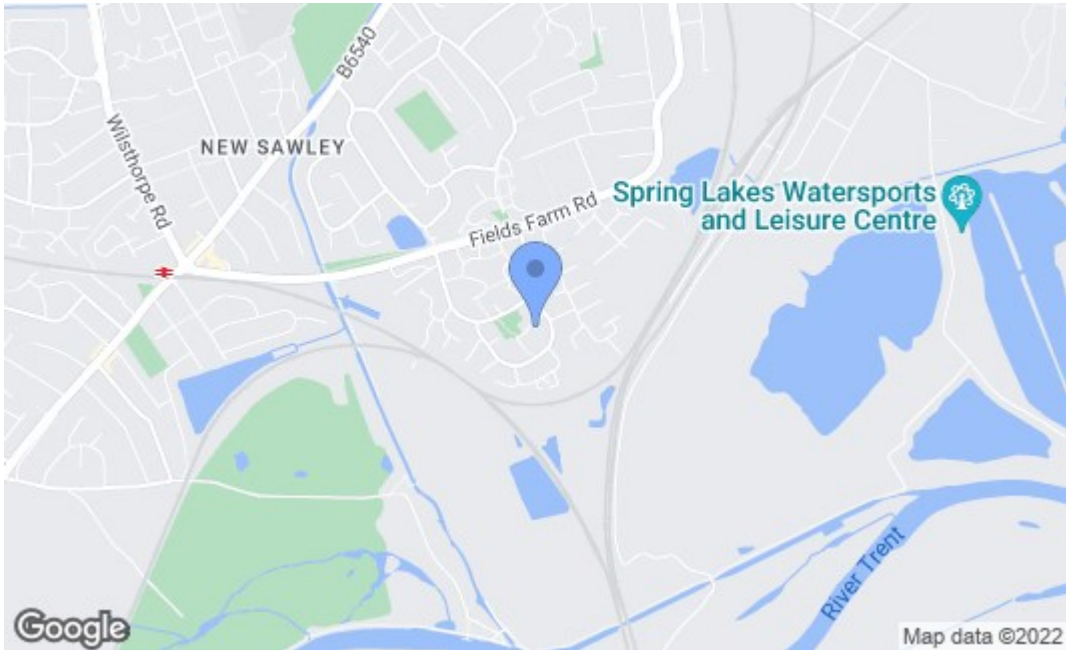 B6540
Wilsthorpe Rd
NEW SAWLEY
Fields Farm Rd
Spring Lakes Watersports
and Leisure Centre
River Trent
Google
Map data ©2022